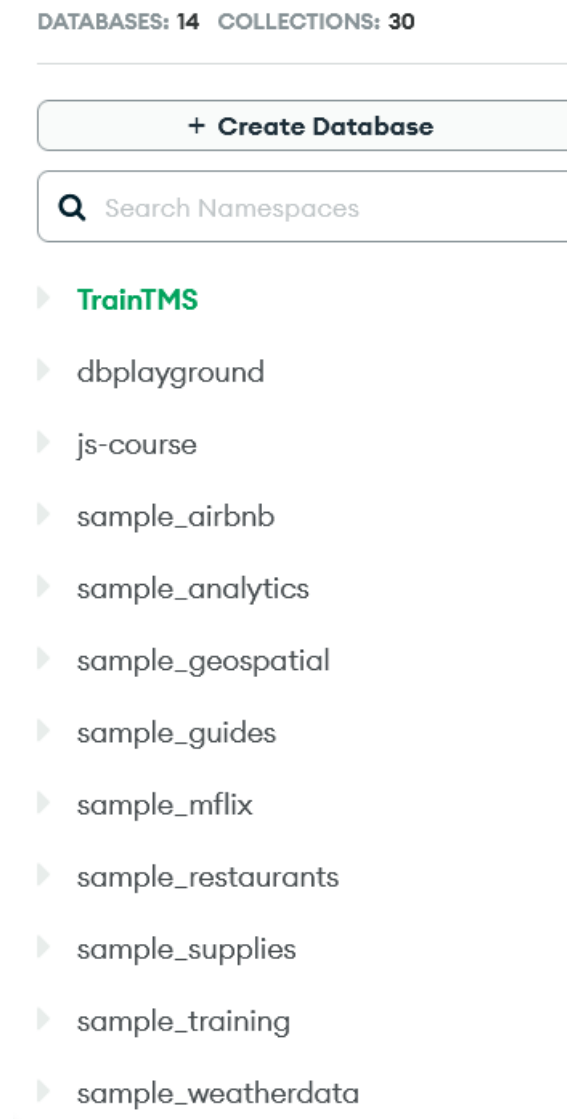 DATABASES: 14 COLLECTIONS: 30
+ Create Database
Search Namespaces
TrainTMS
dbplayground
js-course
sample_airbnb
sample_analytics
sample_geospatial
sample_guides
sample_mflix
sample_restaurants
sample_supplies
sample_training
sample_weatherdata